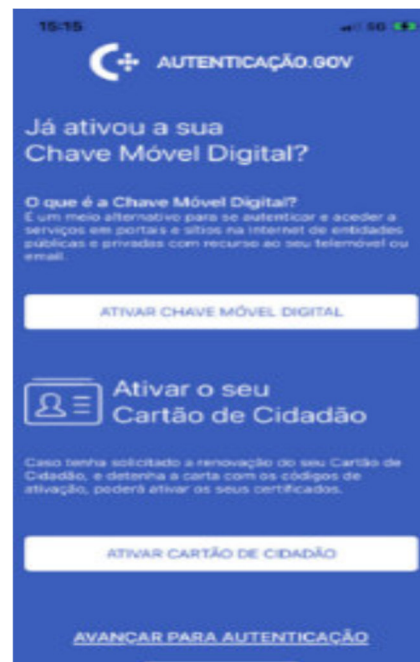 15:15
5G
AUTENTICAÇÃO.GOV
Já ativou a sua
Chave Móvel Digital?
O que é a Chave Móvel Digital?
É um meio alternativo para se autenticar e aceder a
serviços em portais e sítios na internet de entidades
públicas e privadas com recurso ao seu telemóvel ou
email.
ATIVAR CHAVE MÓVEL DIGITAL
Ativar o seu
Cartão de Cidadão
Caso tenha solicitado a renovação do seu Cartão de
Cidadão, e detenha a carta com os códigos de
ativação, poderá ativar os seus certificados.
ATIVAR CARTÃO DE CIDADÃO
AVANÇAR PARA AUTENTICAÇÃO